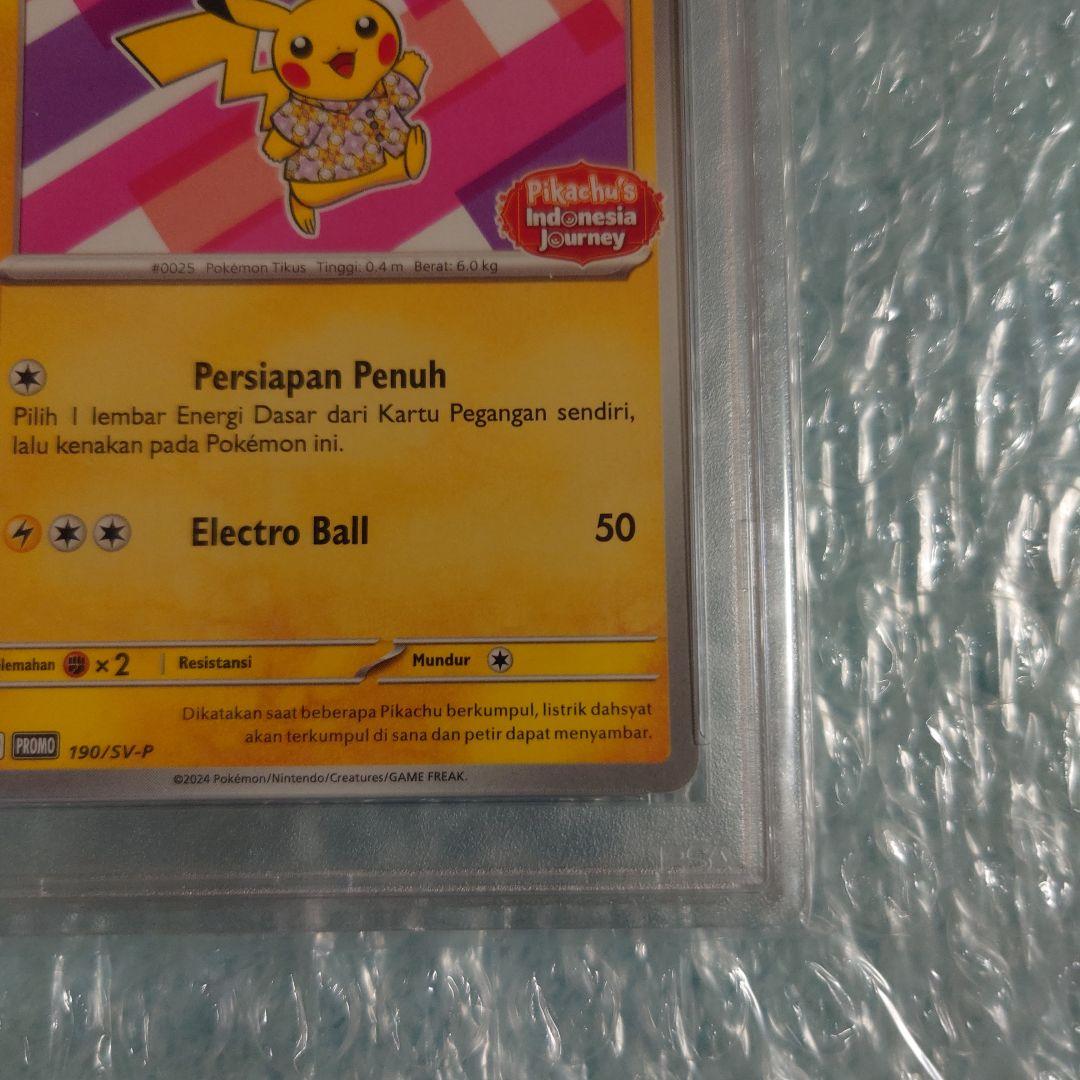 Pikachu's
Indonesia
Journey
#0025 Pokémon Tikus Tinggi: 0.4 m Berat: 6.0 kg
Persiapan Penuh
Pilih 1 lembar Energi Dasar dari Kartu Pegangan sendiri,
lalu kenakan pada Pokémon ini.
Electro Ball 50
lemahan ×2 Resistansi Mundur
Dikatakan saat beberapa Pikachu berkumpul, listrik dahsyat
akan terkumpul di sana dan petir dapat menyambar.
PROMO 190/SV-P
©2024 Pokémon/Nintendo/Creatures/GAME FREAK.
PSA